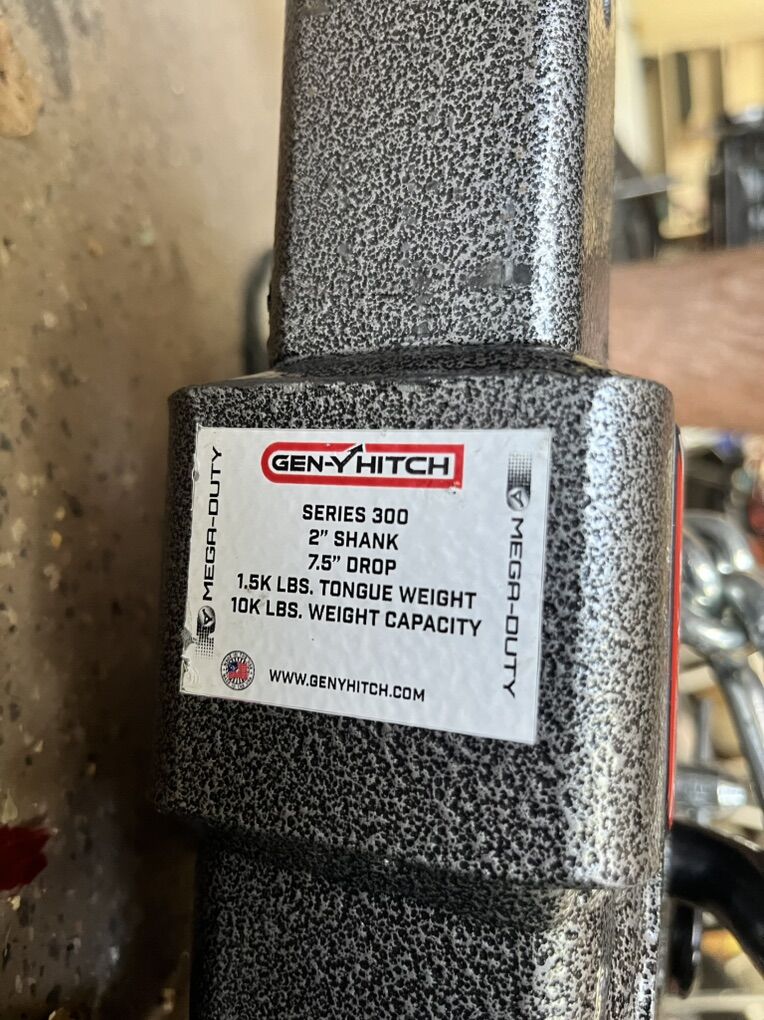 GEN-Y HITCH
SERIES 300
2" SHANK
7.5" DROP
1.5K LBS. TONGUE WEIGHT
10K LBS. WEIGHT CAPACITY
WWW.GENYHITCH.COM
MEGA-DUTY
MEGA-DUTY